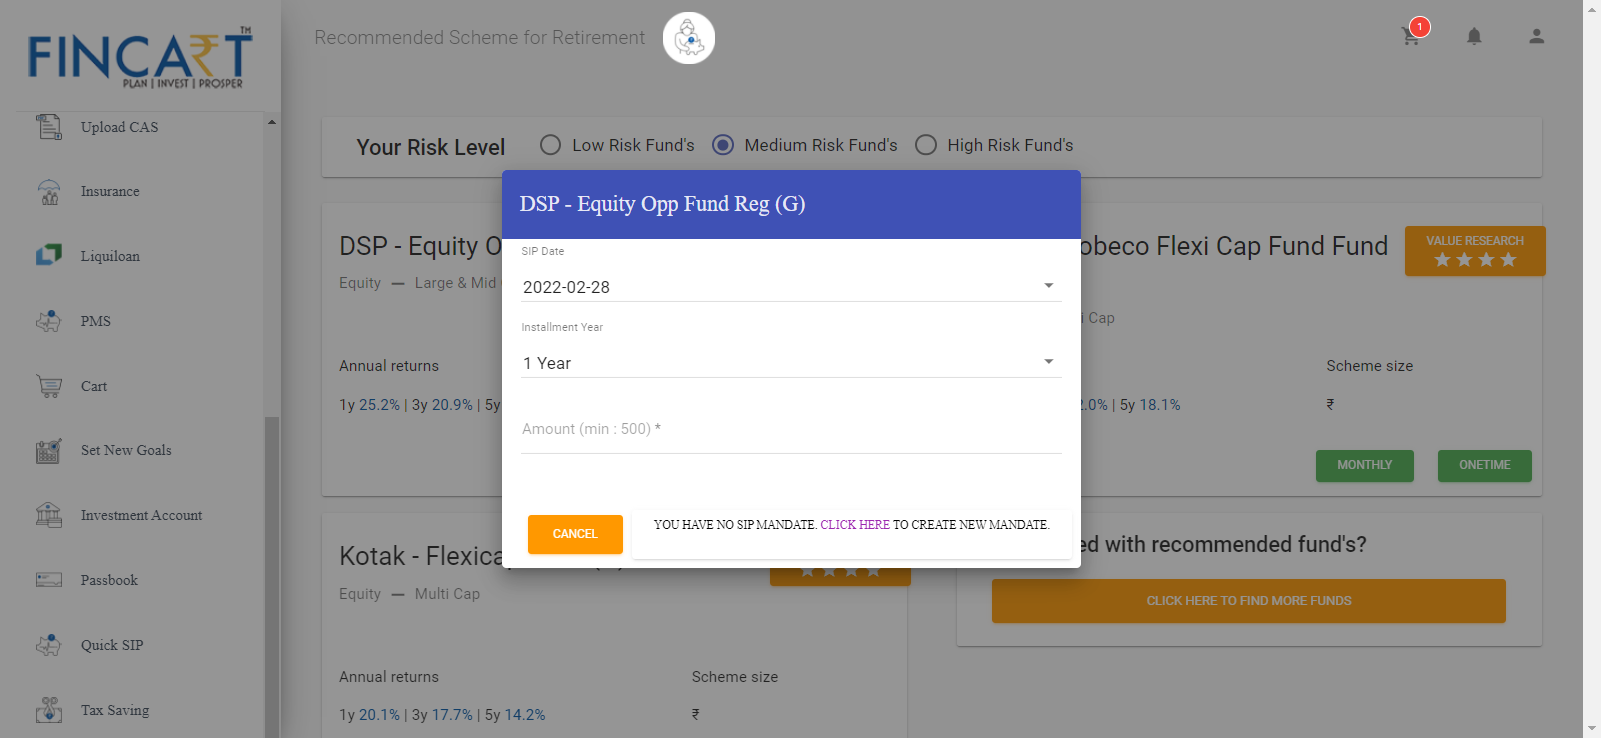 FINCART
TM
PLAN | INVEST | PROSPER
Recommended Scheme for Retirement
1
Upload CAS
Insurance
Liquiloan
PMS
Cart
Set New Goals
Investment Account
Passbook
Quick SIP
Tax Saving
Your Risk Level
Low Risk Fund's
Medium Risk Fund's
High Risk Fund's
DSP - Equity O
Equity — Large & Mid
Annual returns
1y 25.2% | 3y 20.9% | 5y
DSP - Equity Opp Fund Reg (G)
SIP Date
2022-02-28
Installment Year
1 Year
Amount (min : 500) *
CANCEL
YOU HAVE NO SIP MANDATE. CLICK HERE TO CREATE NEW MANDATE.
obeco Flexi Cap Fund Fund
VALUE RESEARCH
i Cap
Scheme size
2.0% | 5y 18.1%
₹
MONTHLY
ONETIME
Kotak - Flexica
Equity — Multi Cap
Annual returns
Scheme size
1y 20.1% | 3y 17.7% | 5y 14.2%
₹
ed with recommended fund's?
CLICK HERE TO FIND MORE FUNDS